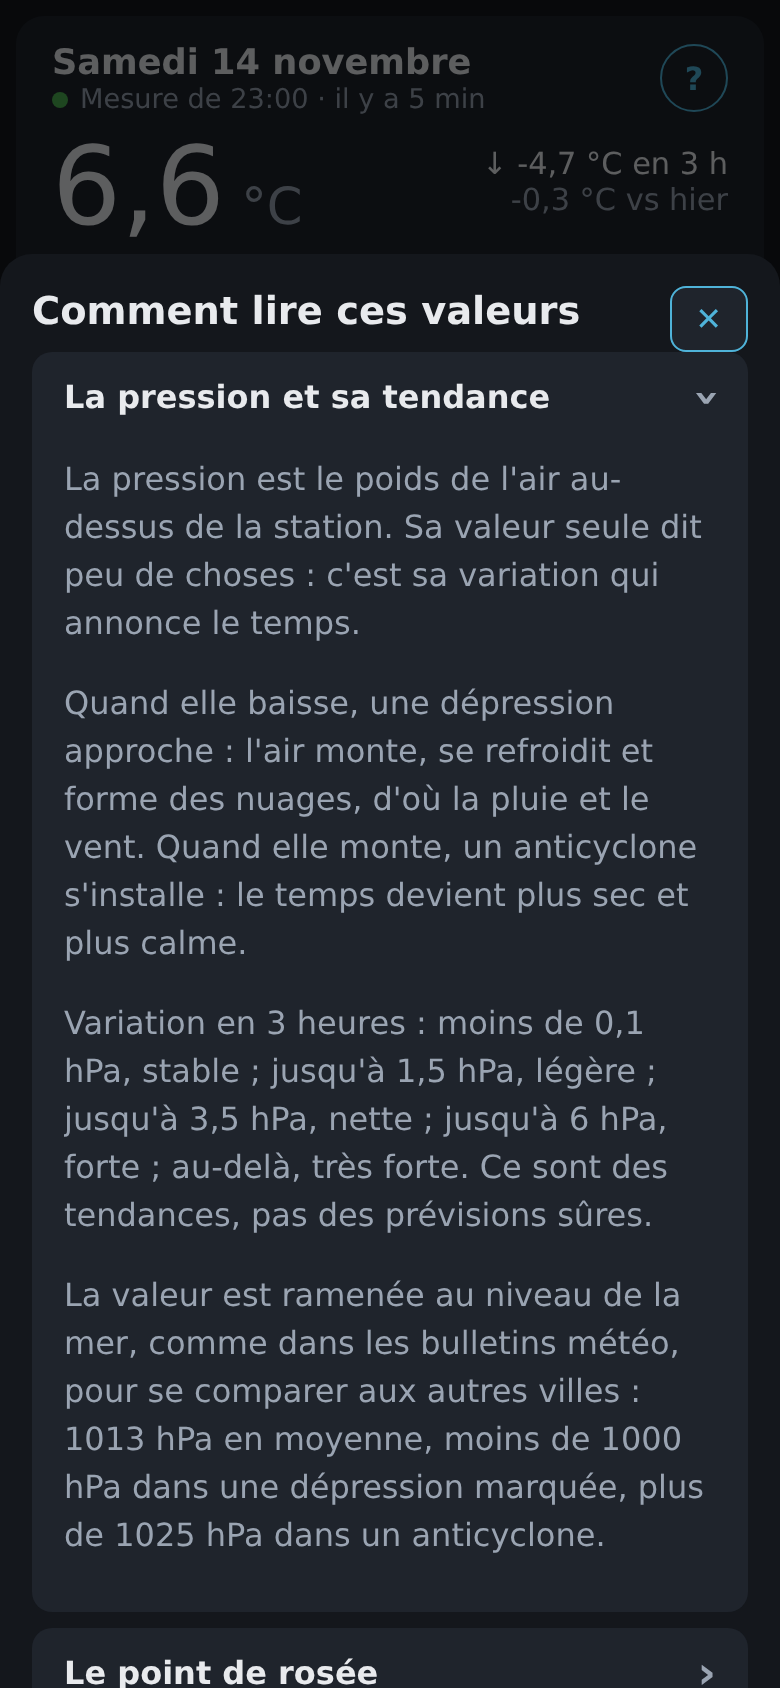 Samedi 14 novembre
?
Mesure de 23:00 · il y a 5 min
6,6 °C
↓ -4,7 °C en 3 h
-0,3 °C vs hier
Comment lire ces valeurs
✕
La pression et sa tendance
La pression est le poids de l'air au-
dessus de la station. Sa valeur seule dit
peu de choses : c'est sa variation qui
annonce le temps.
Quand elle baisse, une dépression
approche : l'air monte, se refroidit et
forme des nuages, d'où la pluie et le
vent. Quand elle monte, un anticyclone
s'installe : le temps devient plus sec et
plus calme.
Variation en 3 heures : moins de 0,1
hPa, stable ; jusqu'à 1,5 hPa, légère ;
jusqu'à 3,5 hPa, nette ; jusqu'à 6 hPa,
forte ; au-delà, très forte. Ce sont des
tendances, pas des prévisions sûres.
La valeur est ramenée au niveau de la
mer, comme dans les bulletins météo,
pour se comparer aux autres villes :
1013 hPa en moyenne, moins de 1000
hPa dans une dépression marquée, plus
de 1025 hPa dans un anticyclone.
Le point de rosée